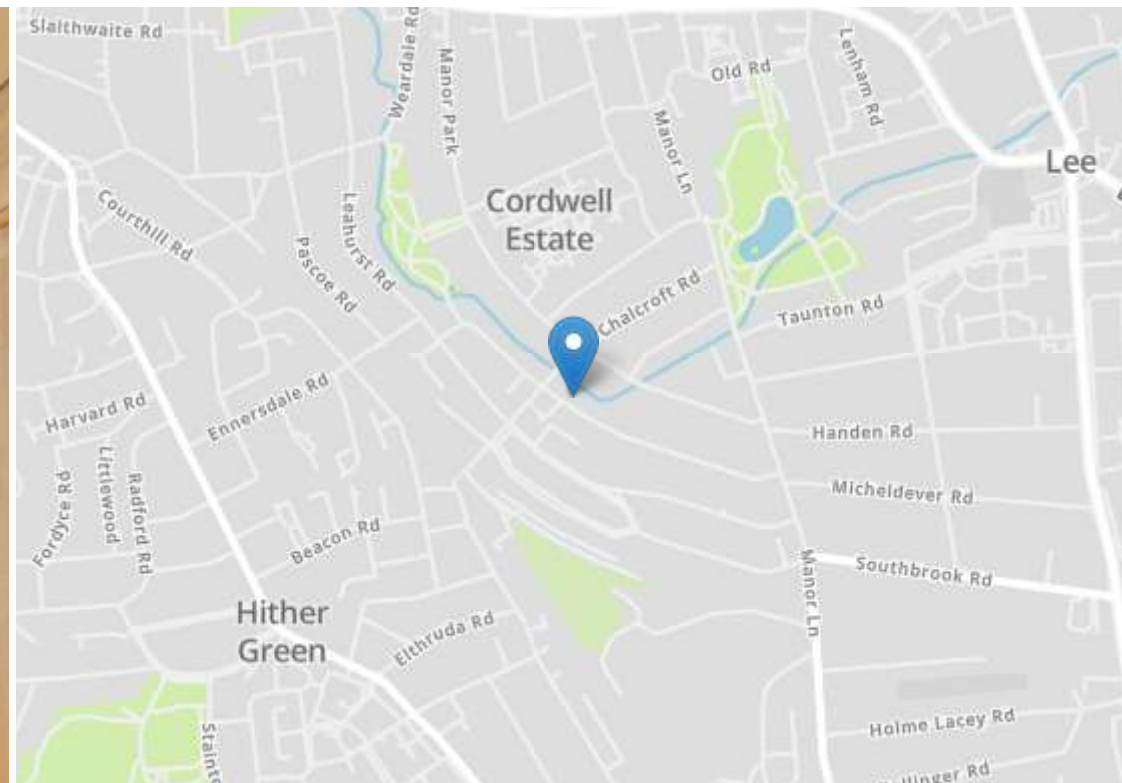 Slaithwaite Rd
Weardale Rd
Manor Park
Old Rd
Lenham Rd
Manor Ln
Lee
Cordwell
Estate
Courthill Rd
Leahurst Rd
Pascoe Rd
Chalcroft Rd
Taunton Rd
Harvard Rd
Ennersdale Rd
Handen Rd
Fordyce Rd
Littlewood
Radford Rd
Micheldever Rd
Beacon Rd
Southbrook Rd
Manor Ln
Hither
Green
Elthruda Rd
Holme Lacey Rd